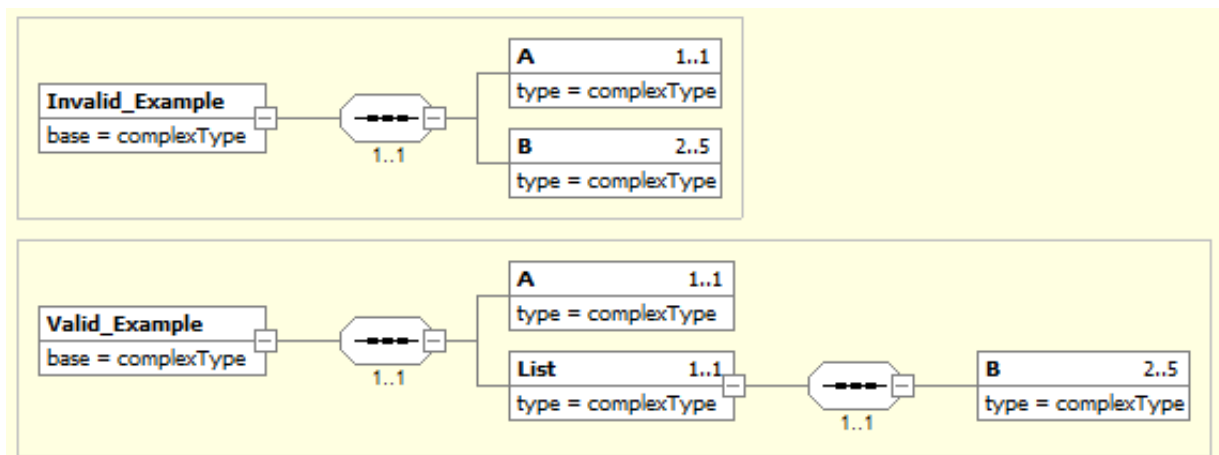 Invalid_Example
base = complexType
1..1
A 1..1
type = complexType
B 2..5
type = complexType
Valid_Example
base = complexType
1..1
A 1..1
type = complexType
List 1..1
type = complexType
1..1
B 2..5
type = complexType